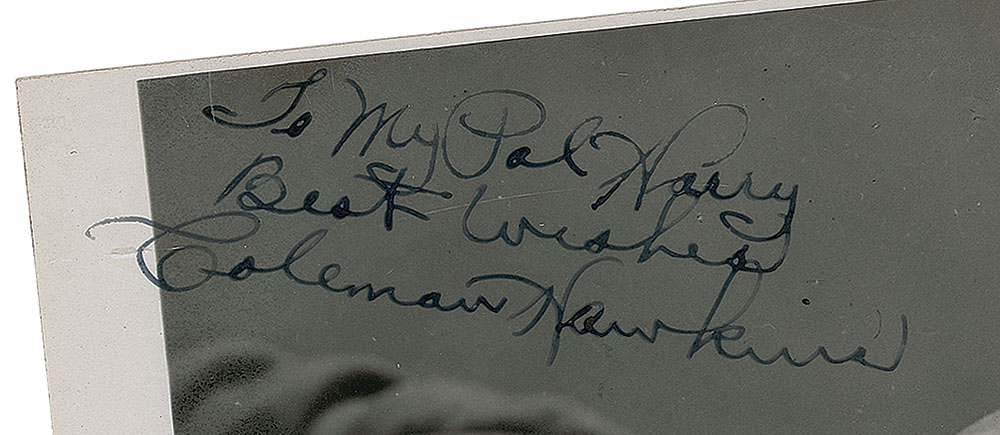 To My Pal Harry
Best Wishes
Coleman Hawkins